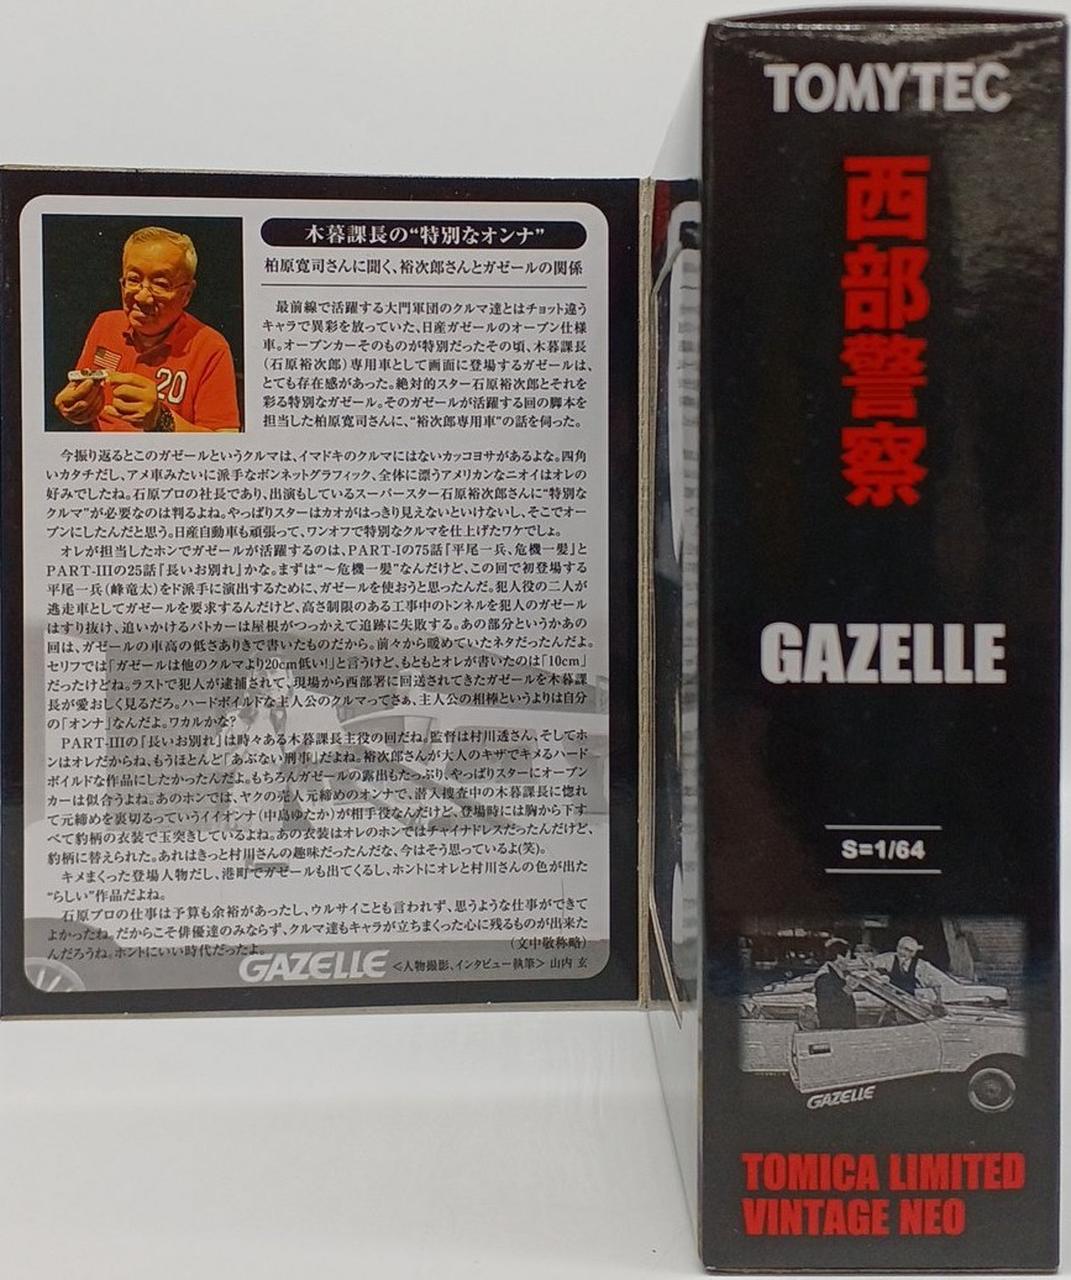 木暮課長の“特別なオンナ”
柏原寛司さんに聞く、裕次郎さんとガゼールの関係
最前線で活躍する大門軍団のクルマ達とはチョット違う
キャラで異彩を放っていた、日産ガゼールのオープン仕様
車。オープンカーそのものが特別だったその頃、木暮課長
(石原裕次郎)専用車として画面に登場するガゼールは、
とても存在感があった。絶対的スター石原裕次郎とそれを
彩る特別なガゼール。そのガゼールが活躍する回の脚本を
担当した柏原寛司さんに、“裕次郎専用車”の話を伺った。
今振り返るとこのガゼールというクルマは、イマドキのクルマにはないカッコヨサがあるよな。四角
いカタチだし、アメ車みたいに派手なボンネットグラフィック、全体に漂うアメリカンなニオイはオレの
好みでしたね。石原プロの社長であり、出演もしているスーパースター石原裕次郎さんに“特別な
クルマ”が必要なのは判るよね。やっぱりスターはカオがはっきり見えないといけないし、そこでオー
プンにしたんだと思う。日産自動車も頑張って、ワンオフで特別なクルマを仕上げたワケでしょ。
オレが担当したホンでガゼールが活躍するのは、PART-Iの75話「平尾一兵、危機一髪」と
PART-IIIの25話「長いお別れ」かな。まずは“〜危機一髪”なんだけど、この回で初登場する
平尾一兵(峰竜太)をド派手に演出するために、ガゼールを使おうと思ったんだ。犯人役の二人が
逃走車としてガゼールを要求するんだけど、高さ制限のある工事中のトンネルを犯人のガゼール
はすり抜け、追いかけるパトカーは屋根がつっかえて追跡に失敗する。あの部分というかあの
回は、ガゼールの車高の低さありきで書いたものだから。前々から暖めていたネタだったんだよ。
セリフでは「ガゼールは他のクルマより20cm低い!」と言うけど、もともとオレが書いたのは「10cm」
だったけどね。ラストで犯人が逮捕されて、現場から西部署に回送されてきたガゼールを木暮課
長が愛おしく見るだろ。ハードボイルドな主人公のクルマってさぁ、主人公の相棒というよりは自分
の「オンナ」なんだよ。ワカルかな?
PART-IIIの『長いお別れ』は時々ある木暮課長主役の回だね。監督は村川透さん、そしてホ
ンはオレだからね、もうほとんど『あぶない刑事』だよね。裕次郎さんが大人のキザでキメるハード
ボイルドな作品にしたかったんだよ。もちろんガゼールの露出もたっぷり、やっぱりスターにオープン
カーは似合うよね。あのホンでは、ヤクの売人元締めのオンナで、潜入捜査中の木暮課長に惚れ
て元締めを裏切るっていうイイオンナ(中島ゆたか)が相手役なんだけど、登場時には胸から下す
べて豹柄の衣装で玉突きしているよね。あの衣装はオレのホンではチャイナドレスだったんだけど、
豹柄に替えられた。あれはきっと村川さんの趣味だったんだな、今はそう思っているよ(笑)。
キメまくった登場人物だし、港町でガゼールも出てくるし、ホントにオレと村川さんの色が出た
“らしい”作品だよね。
石原プロの仕事は予算も余裕があったし、ウルサイことも言われず、思うような仕事ができて
よかったね。だからこそ俳優達のみならず、クルマ達もキャラが立ちまくった心に残るものが出来た
んだろうね。ホントにいい時代だったよ。 (文中敬称略)
GAZELLE <人物撮影、インタビュー執筆> 山内 玄
20
TOMYTEC
西部警察
GAZELLE
S=1/64
GAZELLE
TOMICA LIMITED
VINTAGE NEO